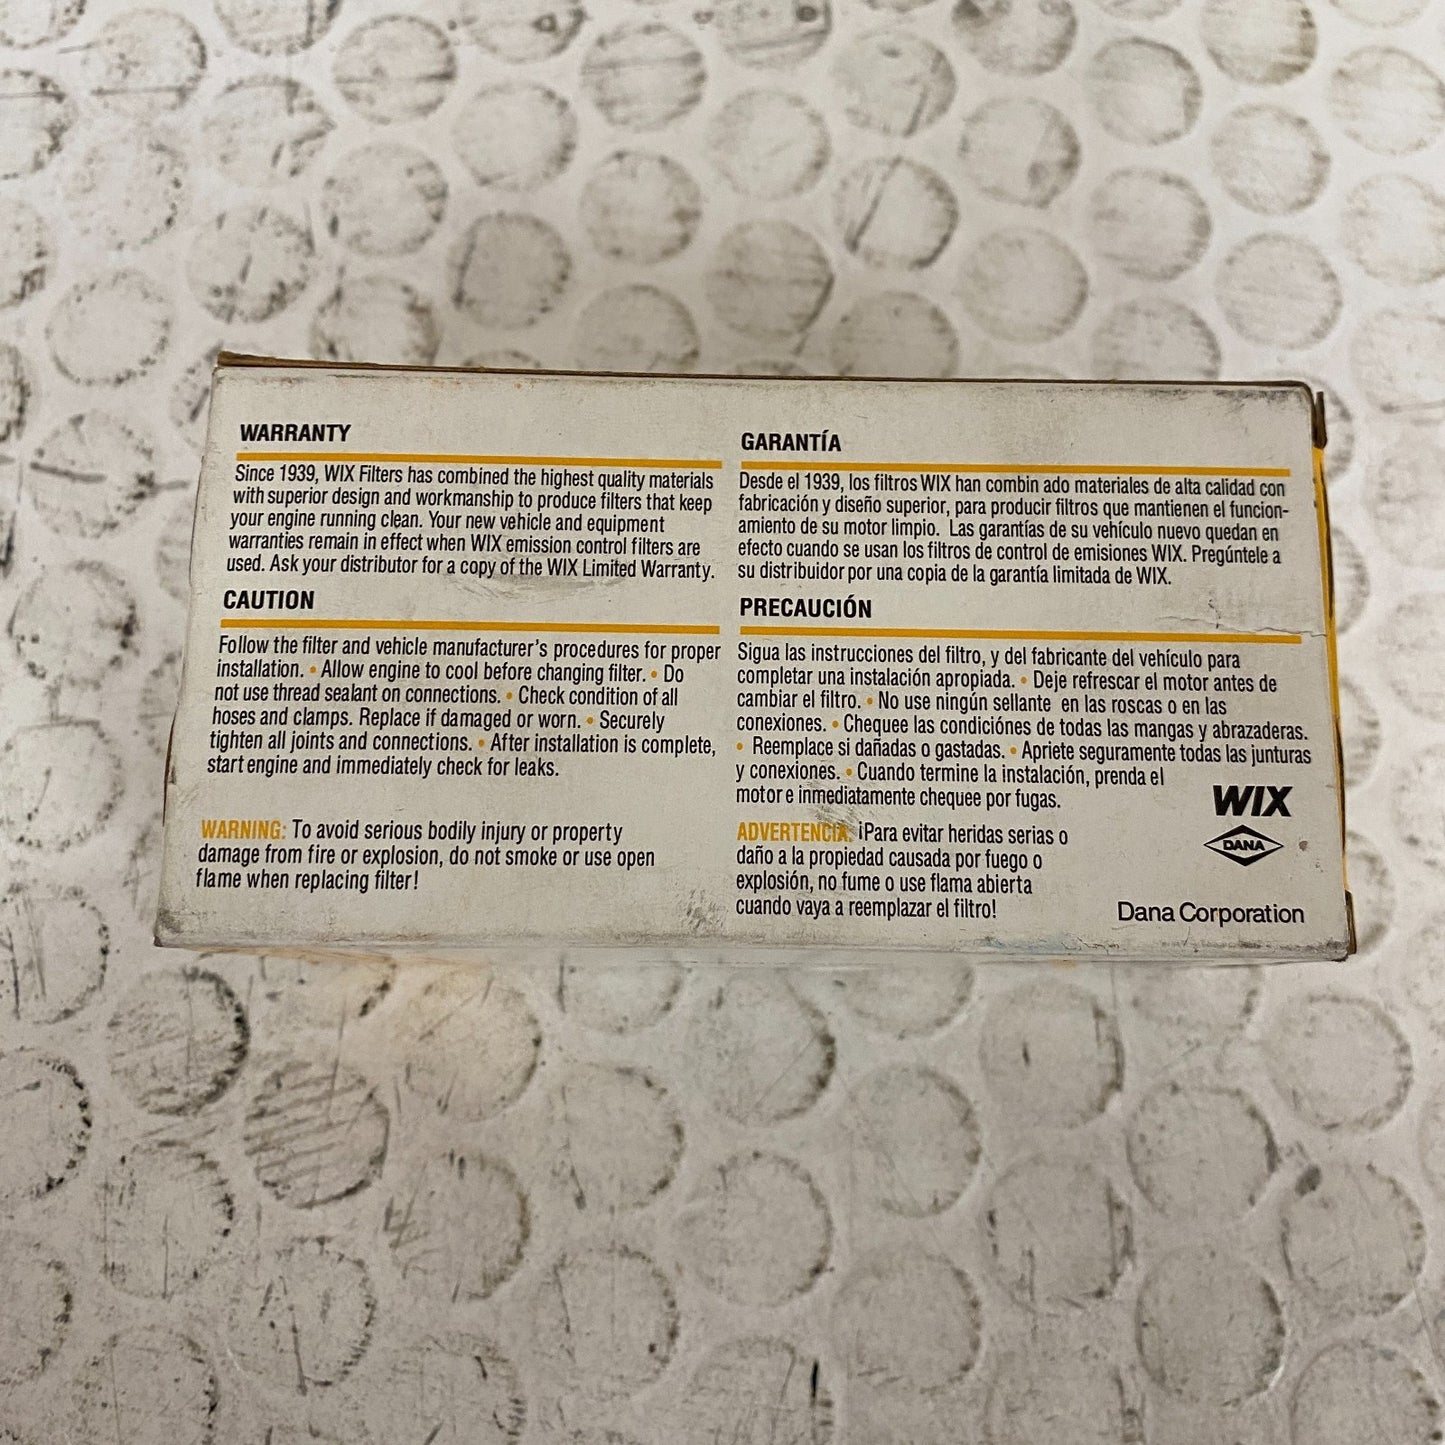 WARRANTY
Since 1939, WIX Filters has combined the highest quality materials
with superior design and workmanship to produce filters that keep
your engine running clean. Your new vehicle and equipment
warranties remain in effect when WIX emission control filters are
used. Ask your distributor for a copy of the WIX Limited Warranty.
CAUTION
Follow the filter and vehicle manufacturer's procedures for proper
installation. • Allow engine to cool before changing filter. • Do
not use thread sealant on connections. • Check condition of all
hoses and clamps. Replace if damaged or worn. • Securely
tighten all joints and connections. • After installation is complete,
start engine and immediately check for leaks.
WARNING: To avoid serious bodily injury or property
damage from fire or explosion, do not smoke or use open
flame when replacing filter!
GARANTÍA
Desde el 1939, los filtros WIX han combin ado materiales de alta calidad con
fabricación y diseño superior, para producir filtros que mantienen el funcion-
amiento de su motor limpio. Las garantías de su vehículo nuevo quedan en
efecto cuando se usan los filtros de control de emisiones WIX. Pregúntele a
su distribuidor por una copia de la garantía limitada de WIX.
PRECAUCIÓN
Sigua las instrucciones del filtro, y del fabricante del vehículo para
completar una instalación apropiada. • Deje refrescar el motor antes de
cambiar el filtro. • No use ningún sellante en las roscas o en las
conexiones. • Chequee las condiciónes de todas las mangas y abrazaderas.
• Reemplace si dañadas o gastadas. • Apriete seguramente todas las junturas
y conexiones. • Cuando termine la instalación, prenda el
motor e inmediatamente chequee por fugas.
ADVERTENCIA: ¡Para evitar heridas serias o
daño a la propiedad causada por fuego o
explosión, no fume o use flama abierta
cuando vaya a reemplazar el filtro!
WIX
DANA
Dana Corporation